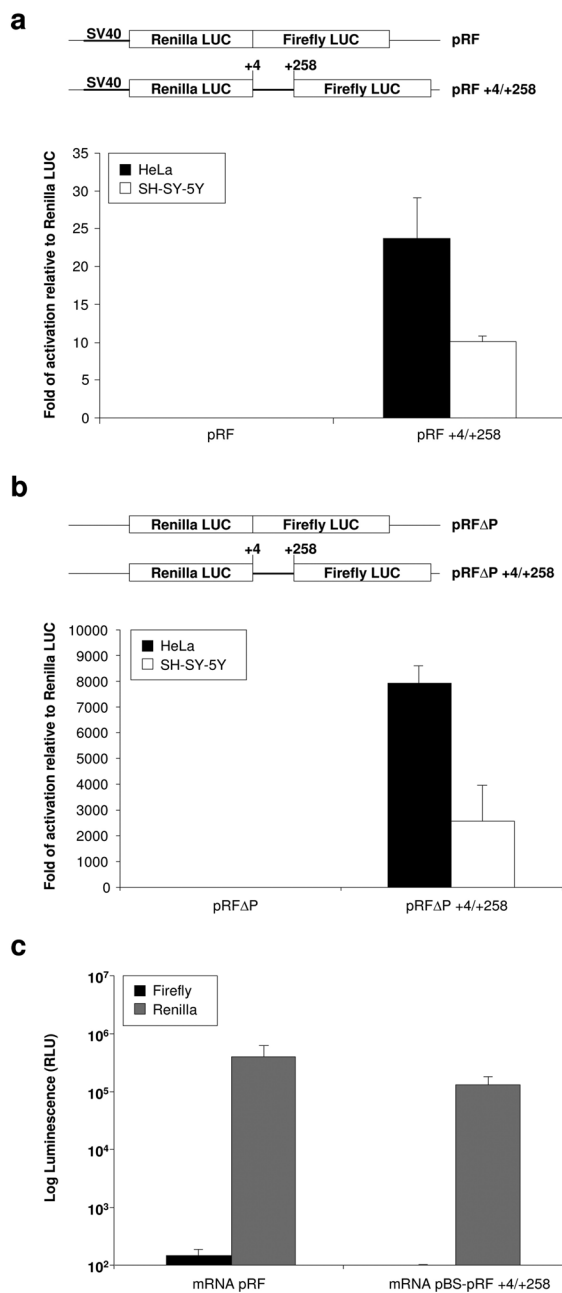 a
SV40 Renilla LUC Firefly LUC pRF
+4 +258
SV40 Renilla LUC Firefly LUC pRF +4/+258
Fold of activation relative to Renilla LUC
35
30
25
20
15
10
5
0
HeLa
SH-SY-5Y
pRF pRF +4/+258
b
Renilla LUC Firefly LUC pRFΔP
+4 +258
Renilla LUC Firefly LUC pRFΔP +4/+258
Fold of activation relative to Renilla LUC
10000
9000
8000
7000
6000
5000
4000
3000
2000
1000
0
HeLa
SH-SY-5Y
pRFΔP pRFΔP +4/+258
c
Log Luminescence (RLU)
10⁷
10⁶
10⁵
10⁴
10³
10²
Firefly
Renilla
mRNA pRF mRNA pBS-pRF +4/+258